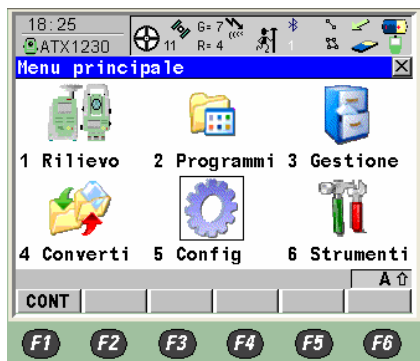 18:25
ATX1230
11
G= 7
R= 4
1
Menu principale
1 Rilievo 2 Programmi 3 Gestione
4 Converti 5 Config 6 Strumenti
A
CONT
F1 F2 F3 F4 F5 F6